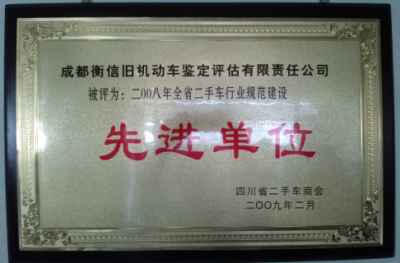 成都衡信旧机动车鉴定评估有限责任公司
被评为：二00八年全省二手车行业规范建设
先进单位
四川省二手车商会
二〇〇九年二月